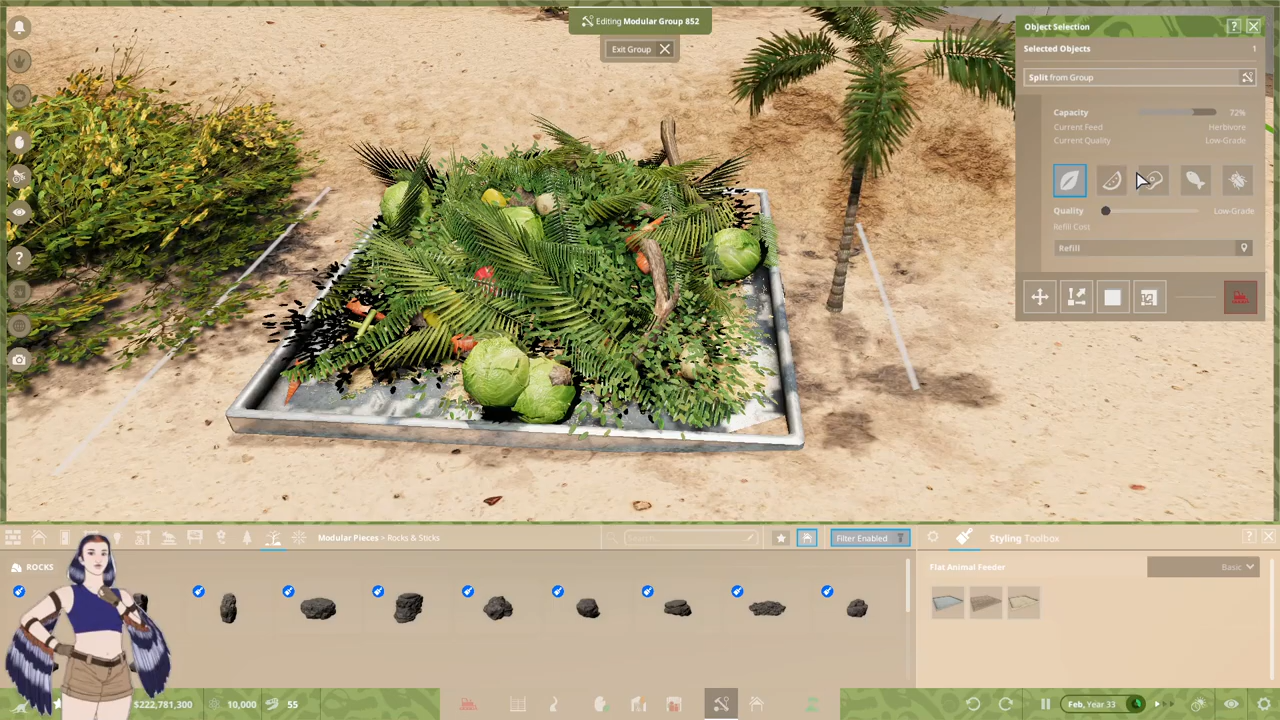 Editing Modular Group 852
Exit Group
Object Selection
?
Selected Objects 1
Split from Group
Capacity 72%
Current Feed Herbivore
Current Quality Low-Grade
Quality Low-Grade
Refill Cost
Refill
?
Modular Pieces > Rocks & Sticks
Search...
Filter Enabled
Styling Toolbox
?
ROCKS
Flat Animal Feeder
Basic
$222,781,300
10,000
55
Feb, Year 33